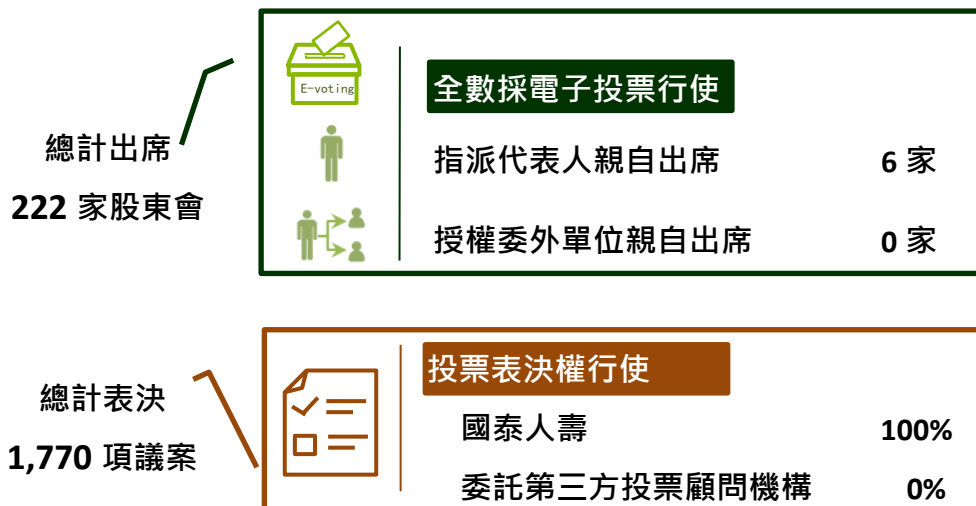 總計出席
222 家股東會
E-voting
全數採電子投票行使
指派代表人親自出席 6 家
授權委外單位親自出席 0 家
總計表決
1,770 項議案
投票表決權行使
國泰人壽 100%
委託第三方投票顧問機構 0%